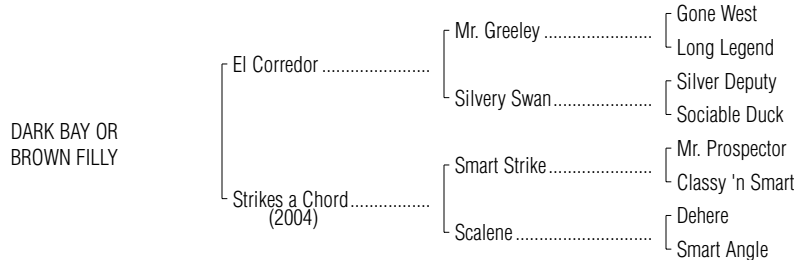 Gone West
Mr. Greeley ........................
Long Legend
El Corredor ........................
Silver Deputy
Silvery Swan......................
Sociable Duck
DARK BAY OR
BROWN FILLY
Mr. Prospector
Smart Strike.......................
Classy 'n Smart
Strikes a Chord.................
(2004)
Dehere
Scalene..............................
Smart Angle